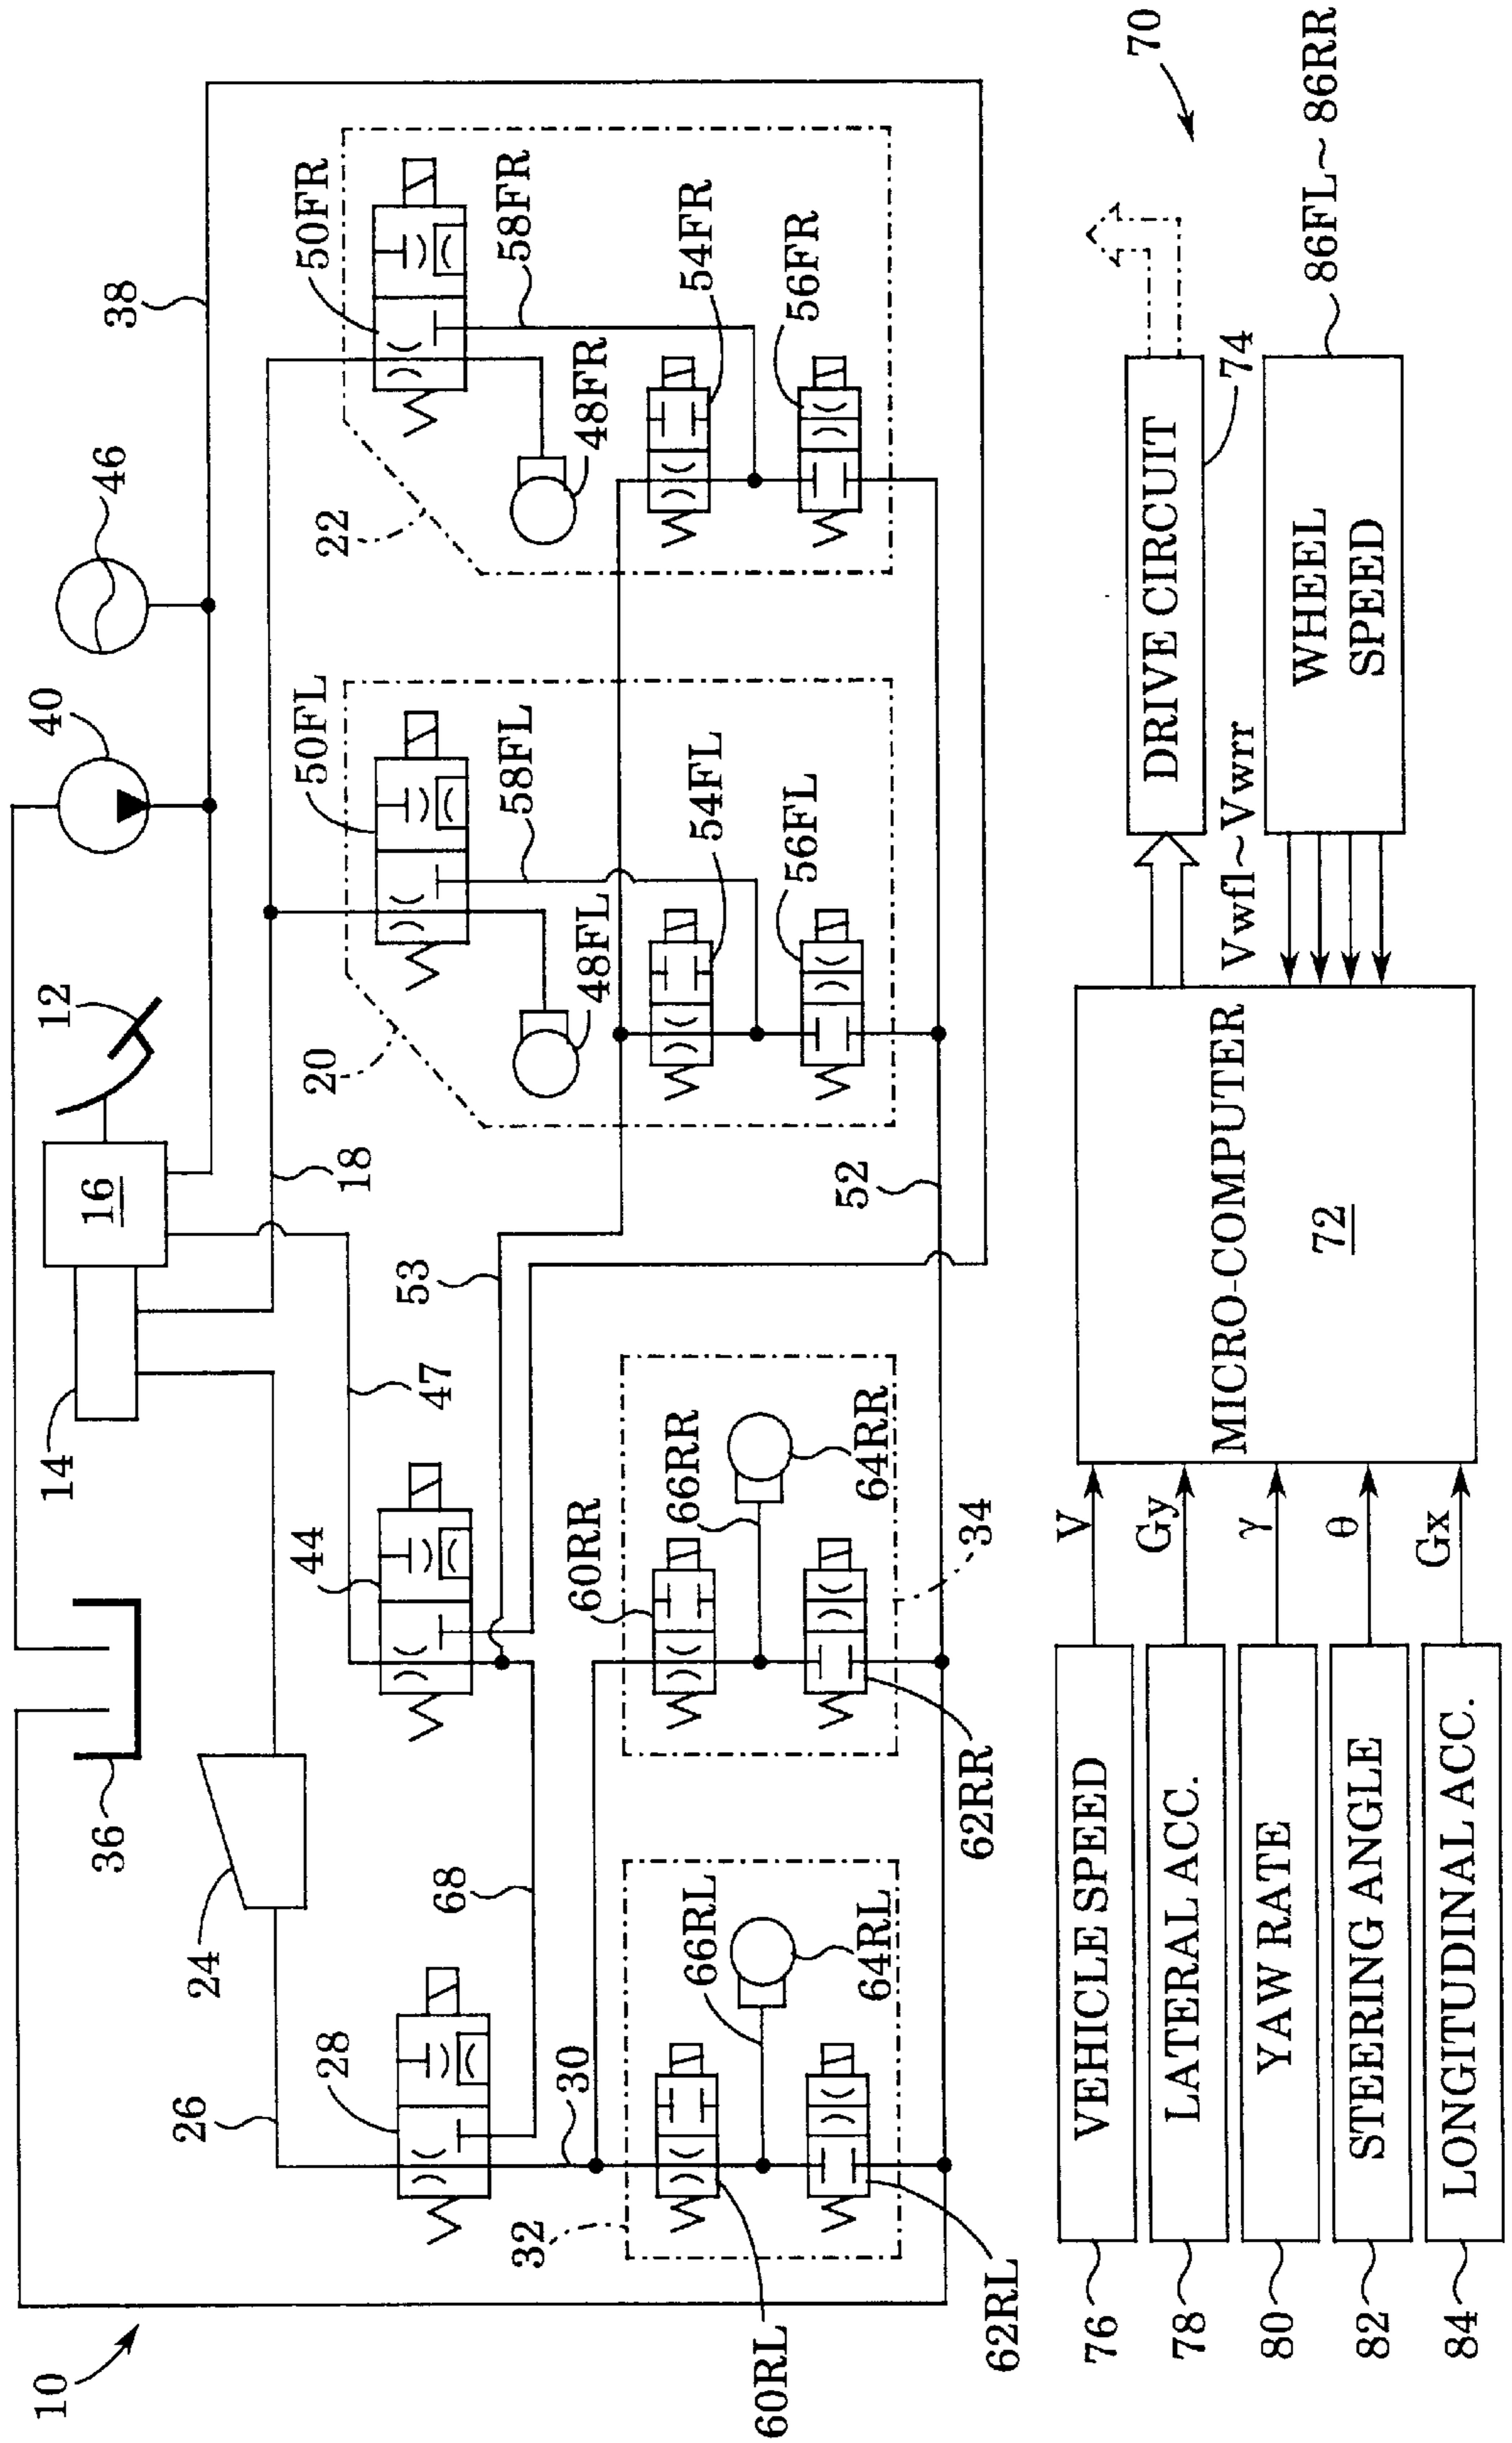 10
36
14
16
12
40
46
38
24
26
28
44
47
18
20
50FL
22
50FR
58FL
58FR
48FL
48FR
68
53
30
32
60RR
66RR
66RL
54FL
54FR
56FL
56FR
64RL
64RR
34
52
60RL
62RL
62RR
70
76
VEHICLE SPEED
V
78
LATERAL ACC.
Gy
80
YAW RATE
γ
82
STEERING ANGLE
θ
84
LONGITUDINAL ACC.
Gx
MICRO-COMPUTER
72
DRIVE CIRCUIT
74
Vwfl~Vwrr
WHEEL
SPEED
86FL~86RR